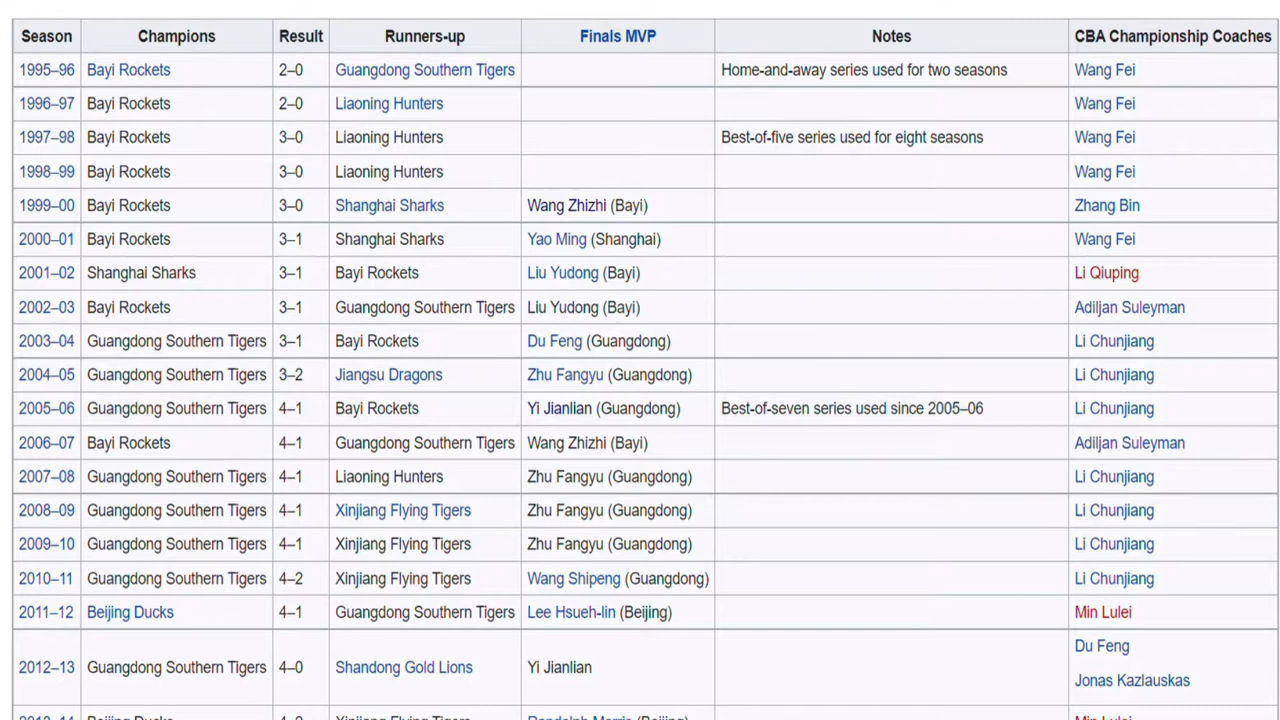 Season Champions Result Runners-up Finals MVP Notes CBA Championship Coaches
1995–96 Bayi Rockets 2–0 Guangdong Southern Tigers Home-and-away series used for two seasons Wang Fei
1996–97 Bayi Rockets 2–0 Liaoning Hunters Wang Fei
1997–98 Bayi Rockets 3–0 Liaoning Hunters Best-of-five series used for eight seasons Wang Fei
1998–99 Bayi Rockets 3–0 Liaoning Hunters Wang Fei
1999–00 Bayi Rockets 3–0 Shanghai Sharks Wang Zhizhi (Bayi) Zhang Bin
2000–01 Bayi Rockets 3–1 Shanghai Sharks Yao Ming (Shanghai) Wang Fei
2001–02 Shanghai Sharks 3–1 Bayi Rockets Liu Yudong (Bayi) Li Qiuping
2002–03 Bayi Rockets 3–1 Guangdong Southern Tigers Liu Yudong (Bayi) Adiljan Suleyman
2003–04 Guangdong Southern Tigers 3–1 Bayi Rockets Du Feng (Guangdong) Li Chunjiang
2004–05 Guangdong Southern Tigers 3–2 Jiangsu Dragons Zhu Fangyu (Guangdong) Li Chunjiang
2005–06 Guangdong Southern Tigers 4–1 Bayi Rockets Yi Jianlian (Guangdong) Best-of-seven series used since 2005–06 Li Chunjiang
2006–07 Bayi Rockets 4–1 Guangdong Southern Tigers Wang Zhizhi (Bayi) Adiljan Suleyman
2007–08 Guangdong Southern Tigers 4–1 Liaoning Hunters Zhu Fangyu (Guangdong) Li Chunjiang
2008–09 Guangdong Southern Tigers 4–1 Xinjiang Flying Tigers Zhu Fangyu (Guangdong) Li Chunjiang
2009–10 Guangdong Southern Tigers 4–1 Xinjiang Flying Tigers Zhu Fangyu (Guangdong) Li Chunjiang
2010–11 Guangdong Southern Tigers 4–2 Xinjiang Flying Tigers Wang Shipeng (Guangdong) Li Chunjiang
2011–12 Beijing Ducks 4–1 Guangdong Southern Tigers Lee Hsueh-lin (Beijing) Min Lulei
2012–13 Guangdong Southern Tigers 4–0 Shandong Gold Lions Yi Jianlian Du Feng
Jonas Kazlauskas
2013–14 Beijing Ducks 4–2 Xinjiang Flying Tigers Randolph Morris (Beijing) Min Lulei